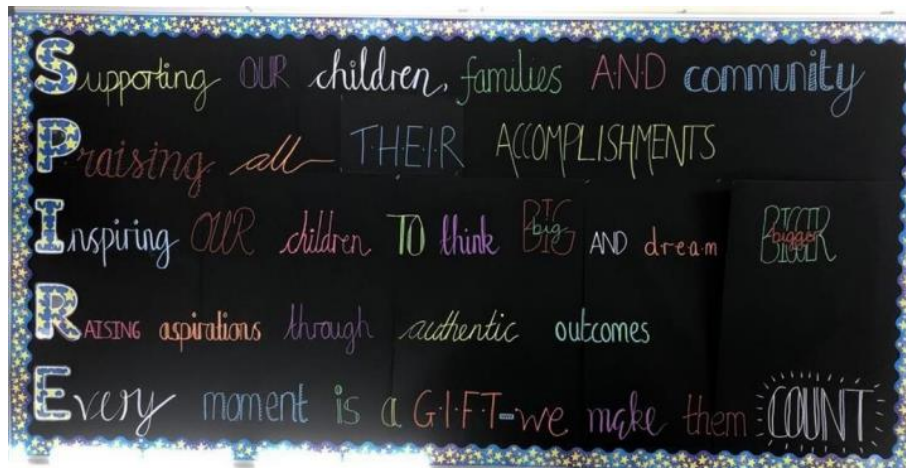 Supporting OUR children, families AND community
Praising all THEIR ACCOMPLISHMENTS
Inspiring OUR children TO think BIG big AND dream BIGGER bigger
RAISING aspirations through authentic outcomes
Every moment is a G·I·F·T-we make them COUNT